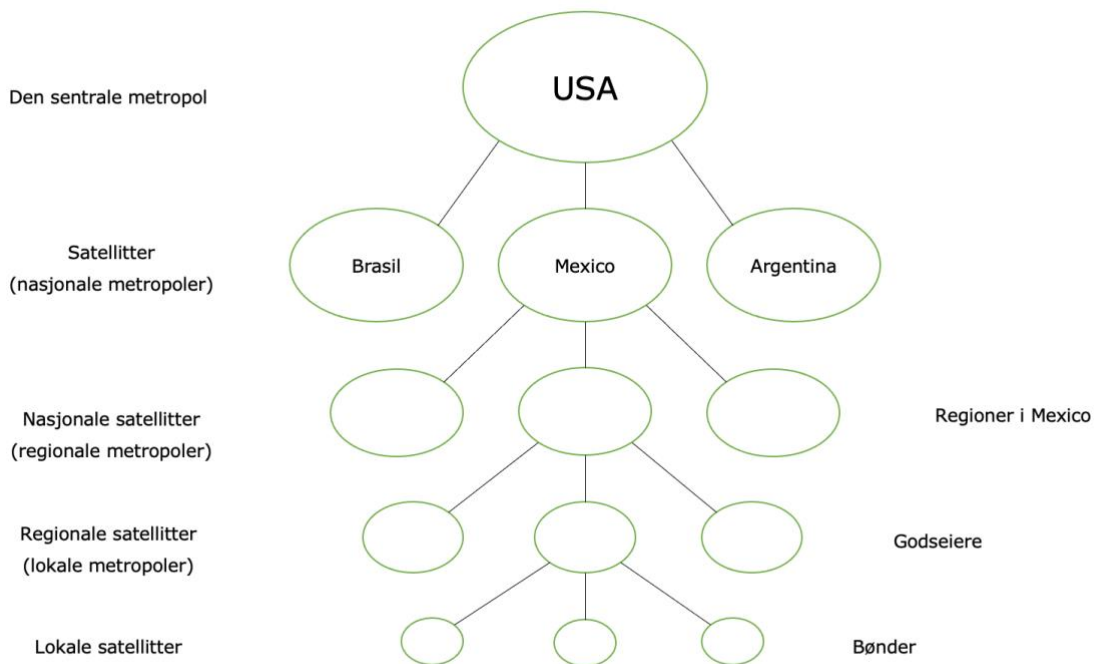 USA
Den sentrale metropol
Satellitter
(nasjonale metropoler)
Brasil
Mexico
Argentina
Nasjonale satellitter
(regionale metropoler)
Regioner i Mexico
Regionale satellitter
(lokale metropoler)
Godseiere
Lokale satellitter
Bønder